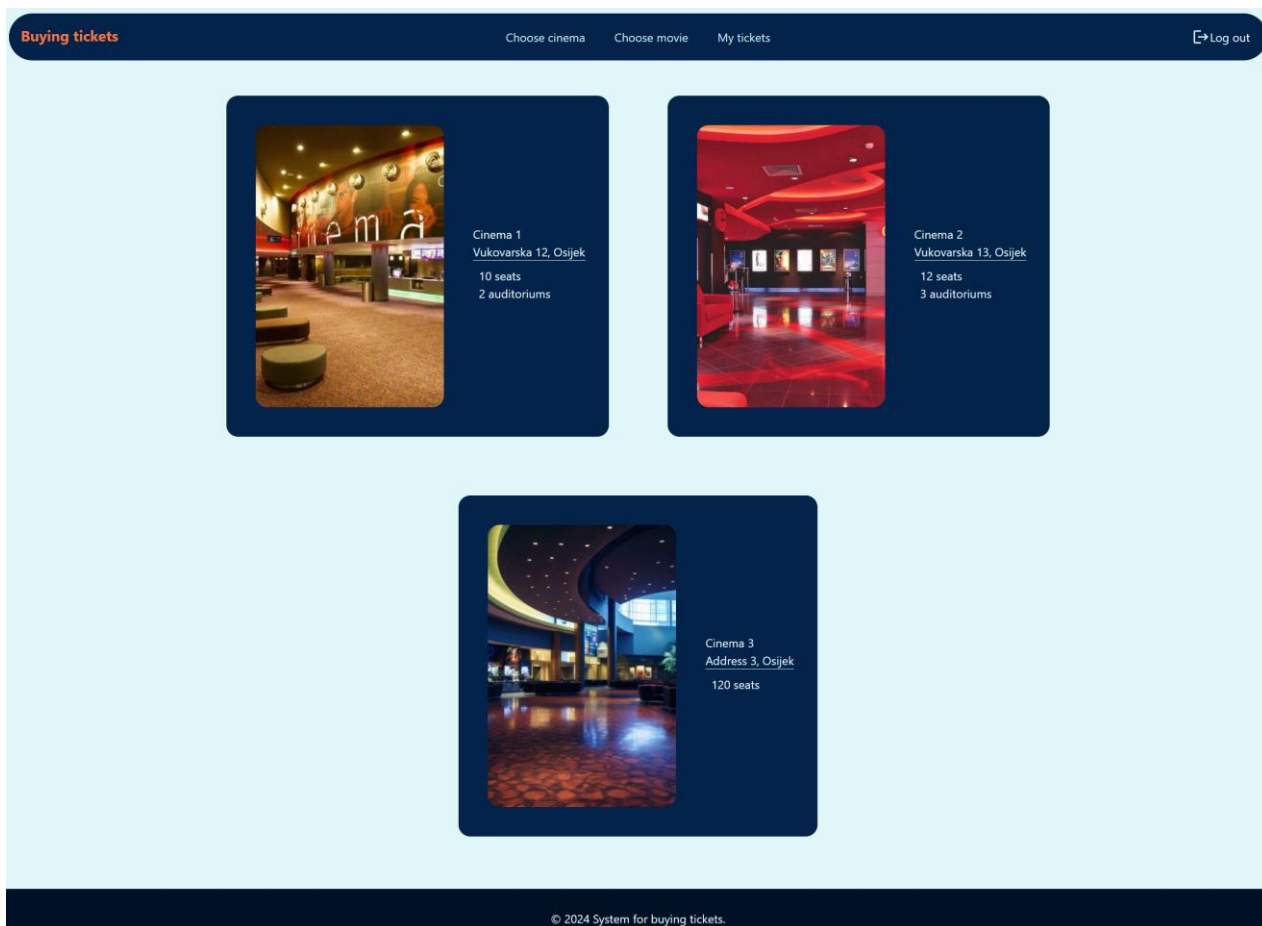 Buying tickets
Choose cinema
Choose movie
My tickets
Log out
cinema
Cinema 1
Vukovarska 12, Osijek
10 seats
2 auditoriums
Cinema 2
Vukovarska 13, Osijek
12 seats
3 auditoriums
Cinema 3
Address 3, Osijek
120 seats
© 2024 System for buying tickets.